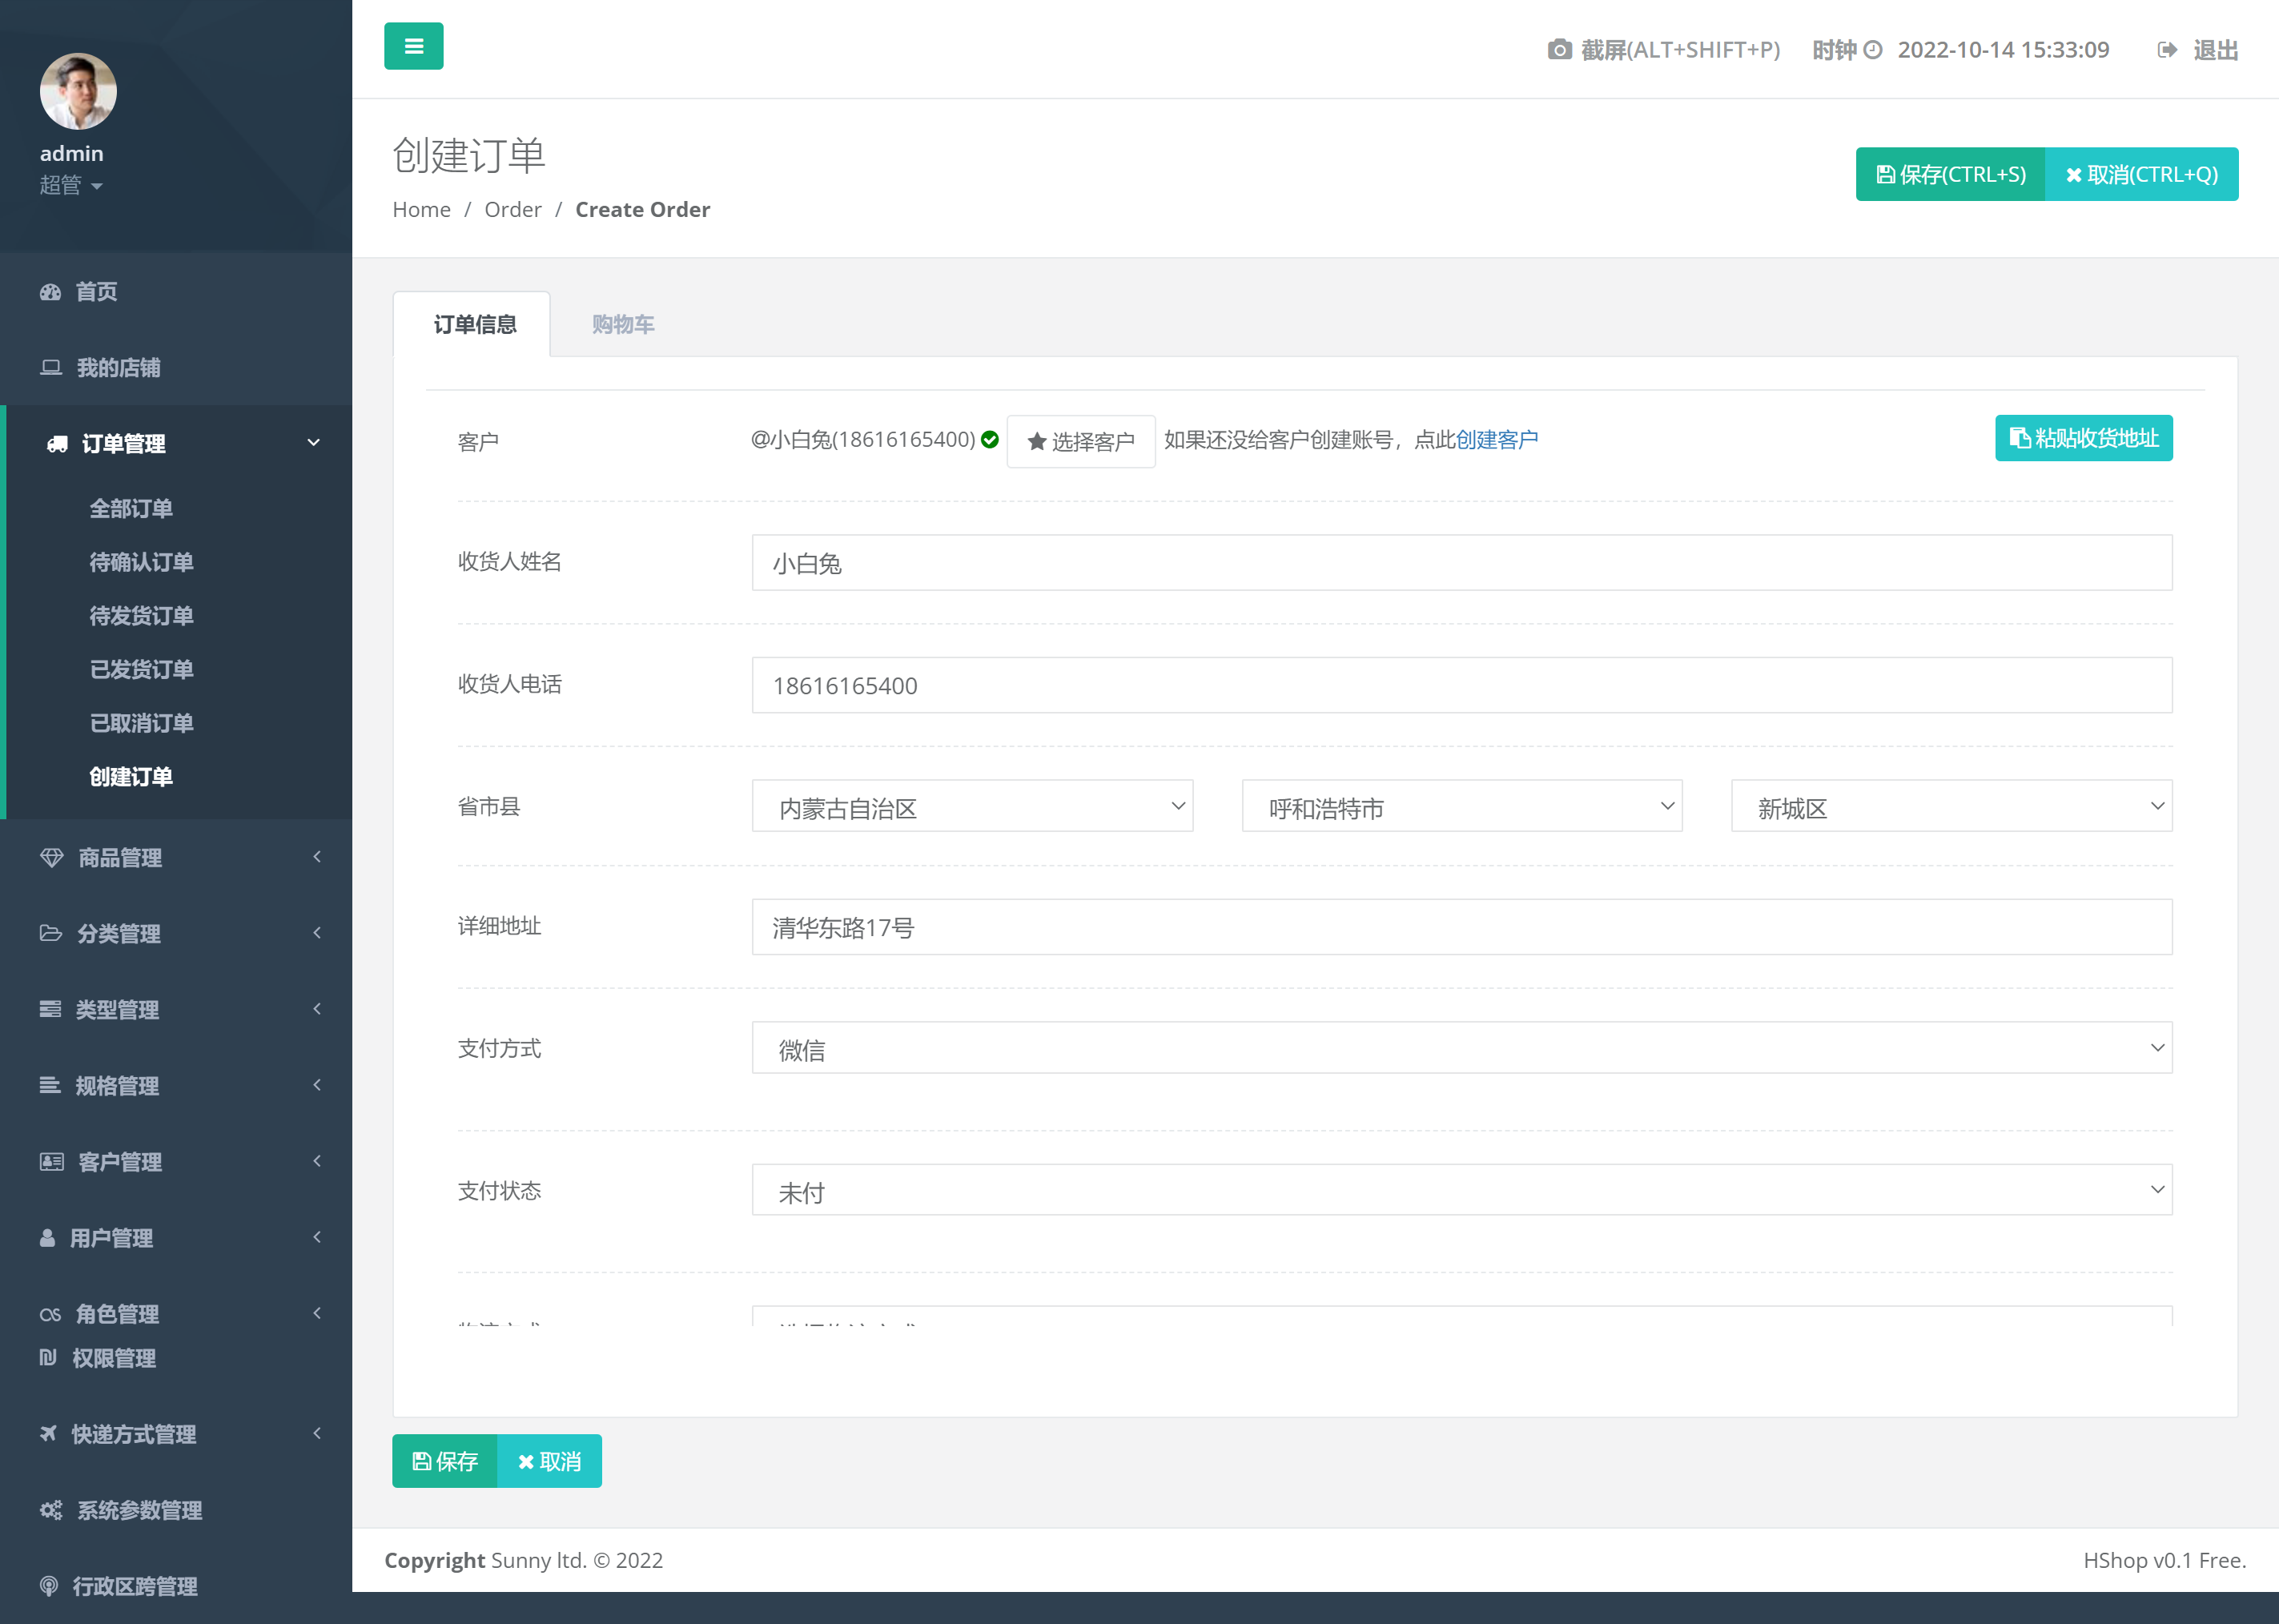 admin
超管
首页
我的店铺
订单管理
全部订单
待确认订单
待发货订单
已发货订单
已取消订单
创建订单
商品管理
分类管理
类型管理
规格管理
客户管理
用户管理
角色管理
权限管理
快递方式管理
系统参数管理
行政区跨管理
截屏(ALT+SHIFT+P) 时钟 2022-10-14 15:33:09 退出
创建订单
Home / Order / Create Order
保存(CTRL+S) 取消(CTRL+Q)
订单信息 购物车
客户 @小白兔(18616165400) 选择客户 如果还没给客户创建账号，点此创建客户 粘贴收货地址
收货人姓名 小白兔
收货人电话 18616165400
省市县 内蒙古自治区 呼和浩特市 新城区
详细地址 清华东路17号
支付方式 微信
支付状态 未付
保存 取消
Copyright Sunny ltd. © 2022 HShop v0.1 Free.